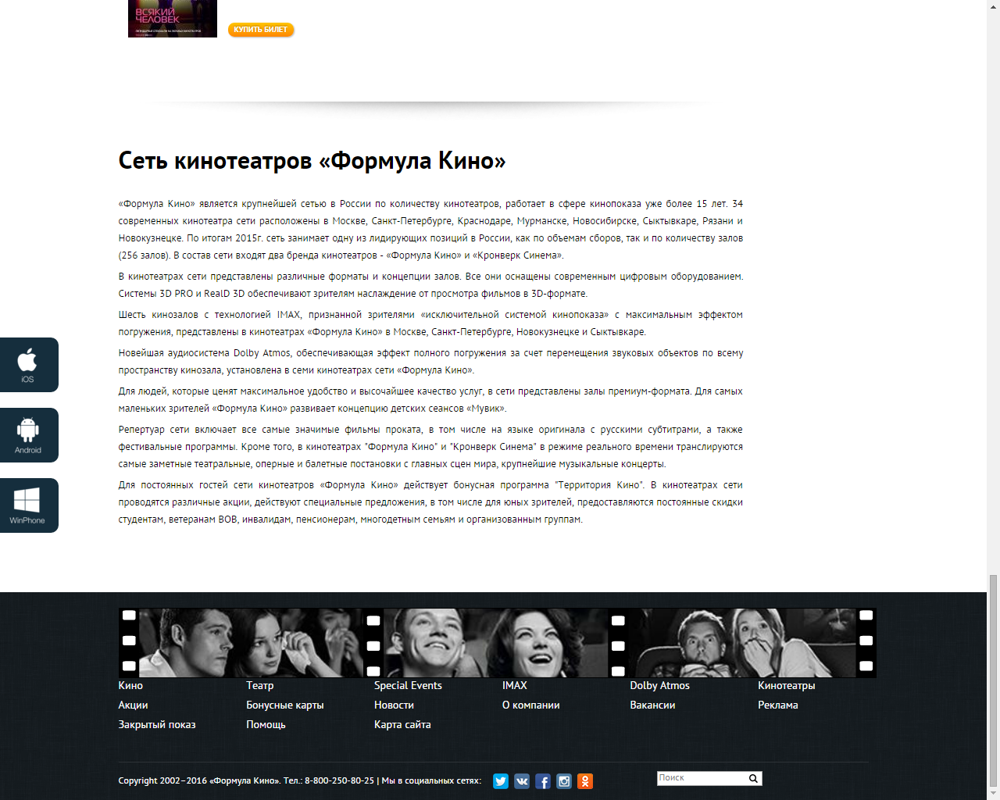 ВСЯКИЙ
ЧЕЛОВЕК
КУПИТЬ БИЛЕТ
Сеть кинотеатров «Формула Кино»
«Формула Кино» является крупнейшей сетью в России по количеству кинотеатров, работает в сфере кинопоказа уже более 15 лет. 34
современных кинотеатра сети расположены в Москве, Санкт-Петербурге, Краснодаре, Мурманске, Новосибирске, Сыктывкаре, Рязани и
Новокузнецке. По итогам 2015г. сеть занимает одну из лидирующих позиций в России, как по объемам сборов, так и по количеству залов
(256 залов). В состав сети входят два бренда кинотеатров - «Формула Кино» и «Кронверк Синема».
В кинотеатрах сети представлены различные форматы и концепции залов. Все они оснащены современным цифровым оборудованием.
Системы 3D PRO и RealD 3D обеспечивают зрителям наслаждение от просмотра фильмов в 3D-формате.
Шесть кинозалов с технологией IMAX, признанной зрителями «исключительной системой кинопоказа» с максимальным эффектом
погружения, представлены в кинотеатрах «Формула Кино» в Москве, Санкт-Петербурге, Новокузнецке и Сыктывкаре.
Новейшая аудиосистема Dolby Atmos, обеспечивающая эффект полного погружения за счет перемещения звуковых объектов по всему
пространству кинозала, установлена в семи кинотеатрах сети «Формула Кино».
Для людей, которые ценят максимальное удобство и высочайшее качество услуг, в сети представлены залы премиум-формата. Для самых
маленьких зрителей «Формула Кино» развивает концепцию детских сеансов «Мувик».
Репертуар сети включает все самые значимые фильмы проката, в том числе на языке оригинала с русскими субтитрами, а также
фестивальные программы. Кроме того, в кинотеатрах "Формула Кино" и "Кронверк Синема" в режиме реального времени транслируются
самые заметные театральные, оперные и балетные постановки с главных сцен мира, крупнейшие музыкальные концерты.
Для постоянных гостей сети кинотеатров «Формула Кино» действует бонусная программа "Территория Кино". В кинотеатрах сети
проводятся различные акции, действуют специальные предложения, в том числе для юных зрителей, предоставляются постоянные скидки
студентам, ветеранам ВОВ, инвалидам, пенсионерам, многодетным семьям и организованным группам.
iOS
Android
WinPhone
Кино Театр Special Events IMAX Dolby Atmos Кинотеатры
Акции Бонусные карты Новости О компании Вакансии Реклама
Закрытый показ Помощь Карта сайта
Copyright 2002–2016 «Формула Кино». Тел.: 8-800-250-80-25 | Мы в социальных сетях:
Поиск